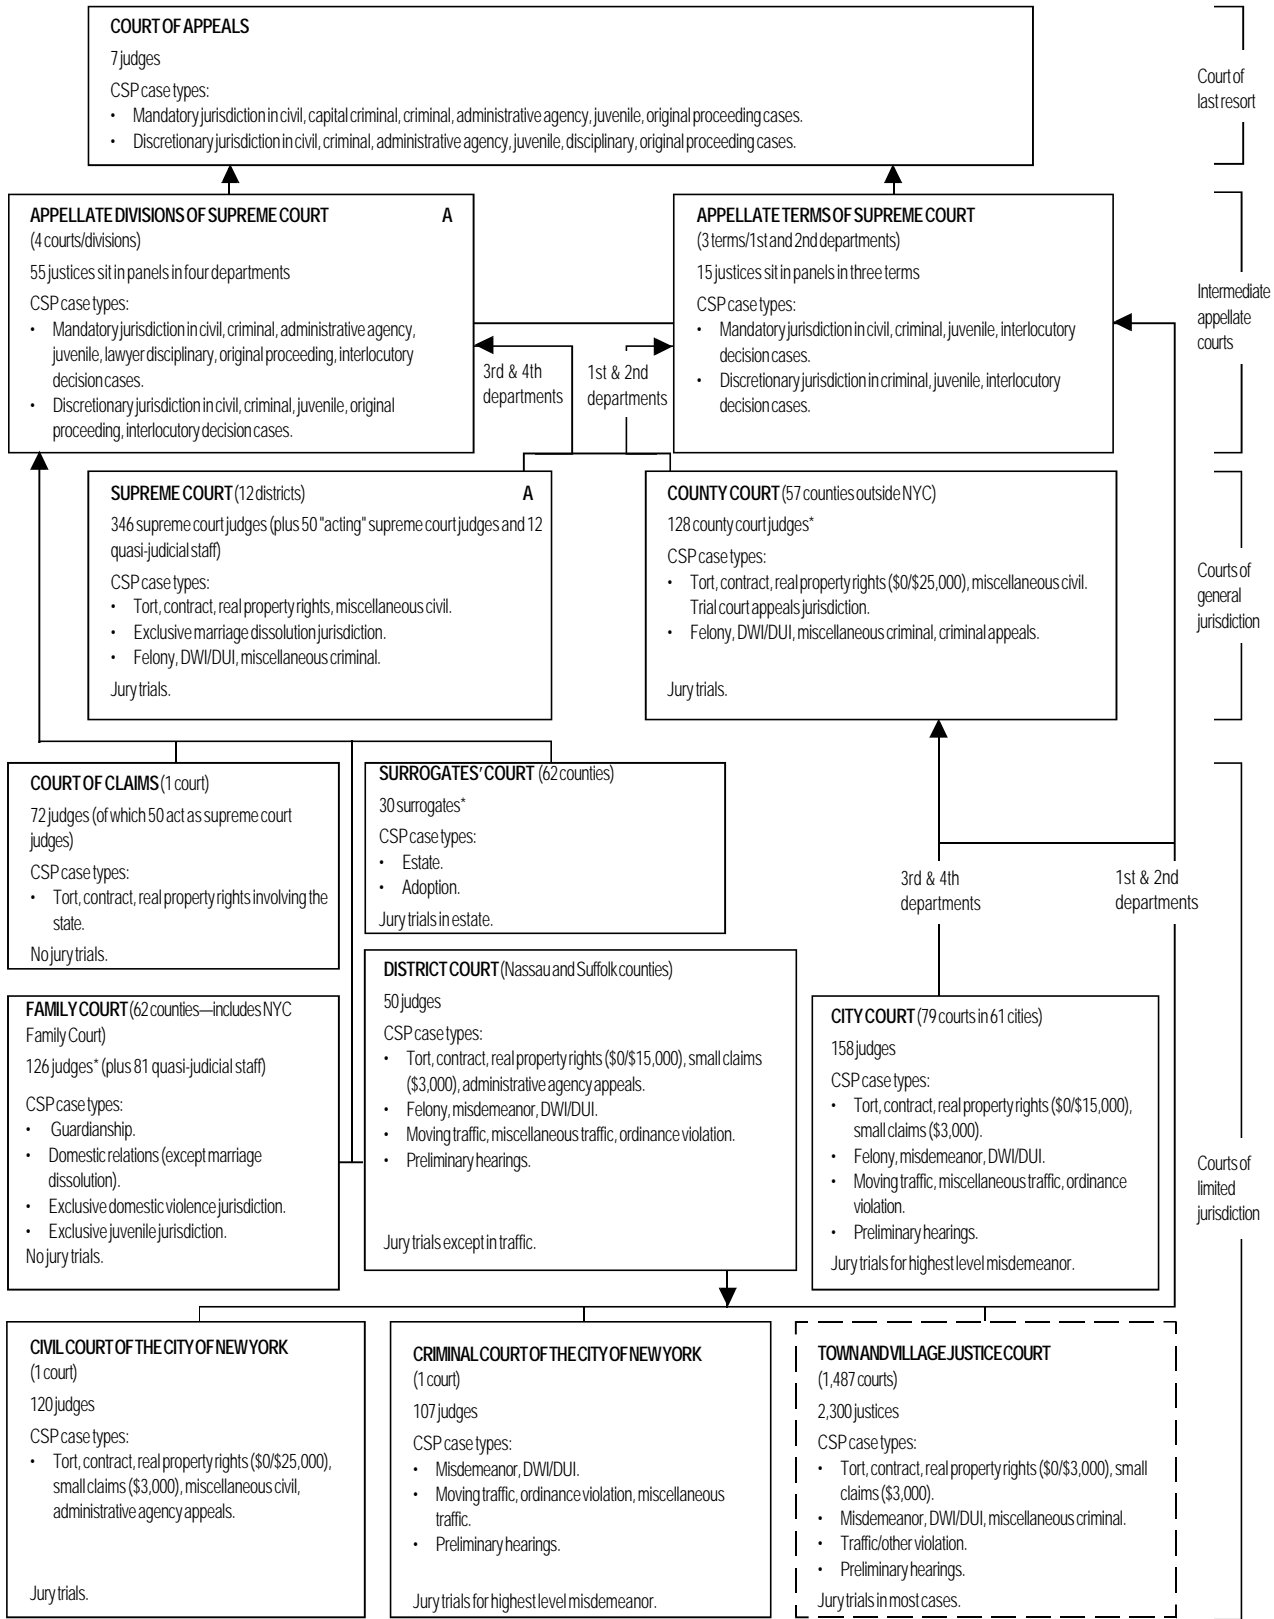 COURT OF APPEALS
7 judges
CSP case types:
• Mandatory jurisdiction in civil, capital criminal, criminal, administrative agency, juvenile, original proceeding cases.
• Discretionary jurisdiction in civil, criminal, administrative agency, juvenile, disciplinary, original proceeding cases.
Court of
last resort
APPELLATE DIVISIONS OF SUPREME COURT A
(4 courts/divisions)
55 justices sit in panels in four departments
CSP case types:
• Mandatory jurisdiction in civil, criminal, administrative agency,
juvenile, lawyer disciplinary, original proceeding, interlocutory
decision cases.
• Discretionary jurisdiction in civil, criminal, juvenile, original
proceeding, interlocutory decision cases.
3rd & 4th
departments
1st & 2nd
departments
APPELLATE TERMS OF SUPREME COURT
(3 terms/1st and 2nd departments)
15 justices sit in panels in three terms
CSP case types:
• Mandatory jurisdiction in civil, criminal, juvenile, interlocutory
decision cases.
• Discretionary jurisdiction in criminal, juvenile, interlocutory
decision cases.
Intermediate
appellate
courts
SUPREME COURT (12 districts) A
346 supreme court judges (plus 50 "acting" supreme court judges and 12
quasi-judicial staff)
CSP case types:
• Tort, contract, real property rights, miscellaneous civil.
• Exclusive marriage dissolution jurisdiction.
• Felony, DWI/DUI, miscellaneous criminal.
Jury trials.
COUNTY COURT (57 counties outside NYC)
128 county court judges*
CSP case types:
• Tort, contract, real property rights ($0/$25,000), miscellaneous civil.
Trial court appeals jurisdiction.
• Felony, DWI/DUI, miscellaneous criminal, criminal appeals.
Jury trials.
Courts of
general
jurisdiction
COURT OF CLAIMS (1 court)
72 judges (of which 50 act as supreme court
judges)
CSP case types:
• Tort, contract, real property rights involving the
state.
No jury trials.
SURROGATES' COURT (62 counties)
30 surrogates*
CSP case types:
• Estate.
• Adoption.
Jury trials in estate.
3rd & 4th
departments
1st & 2nd
departments
FAMILY COURT (62 counties—includes NYC
Family Court)
126 judges* (plus 81 quasi-judicial staff)
CSP case types:
• Guardianship.
• Domestic relations (except marriage
dissolution).
• Exclusive domestic violence jurisdiction.
• Exclusive juvenile jurisdiction.
No jury trials.
DISTRICT COURT (Nassau and Suffolk counties)
50 judges
CSP case types:
• Tort, contract, real property rights ($0/$15,000), small claims
($3,000), administrative agency appeals.
• Felony, misdemeanor, DWI/DUI.
• Moving traffic, miscellaneous traffic, ordinance violation.
• Preliminary hearings.
Jury trials except in traffic.
CITY COURT (79 courts in 61 cities)
158 judges
CSP case types:
• Tort, contract, real property rights ($0/$15,000),
small claims ($3,000).
• Felony, misdemeanor, DWI/DUI.
• Moving traffic, miscellaneous traffic, ordinance
violation.
• Preliminary hearings.
Jury trials for highest level misdemeanor.
Courts of
limited
jurisdiction
CIVIL COURT OF THE CITY OF NEW YORK
(1 court)
120 judges
CSP case types:
• Tort, contract, real property rights ($0/$25,000),
small claims ($3,000), miscellaneous civil,
administrative agency appeals.
Jury trials.
CRIMINAL COURT OF THE CITY OF NEW YORK
(1 court)
107 judges
CSP case types:
• Misdemeanor, DWI/DUI.
• Moving traffic, ordinance violation, miscellaneous
traffic.
• Preliminary hearings.
Jury trials for highest level misdemeanor.
TOWN AND VILLAGE JUSTICE COURT
(1,487 courts)
2,300 justices
CSP case types:
• Tort, contract, real property rights ($0/$3,000), small
claims ($3,000).
• Misdemeanor, DWI/DUI, miscellaneous criminal.
• Traffic/other violation.
• Preliminary hearings.
Jury trials in most cases.